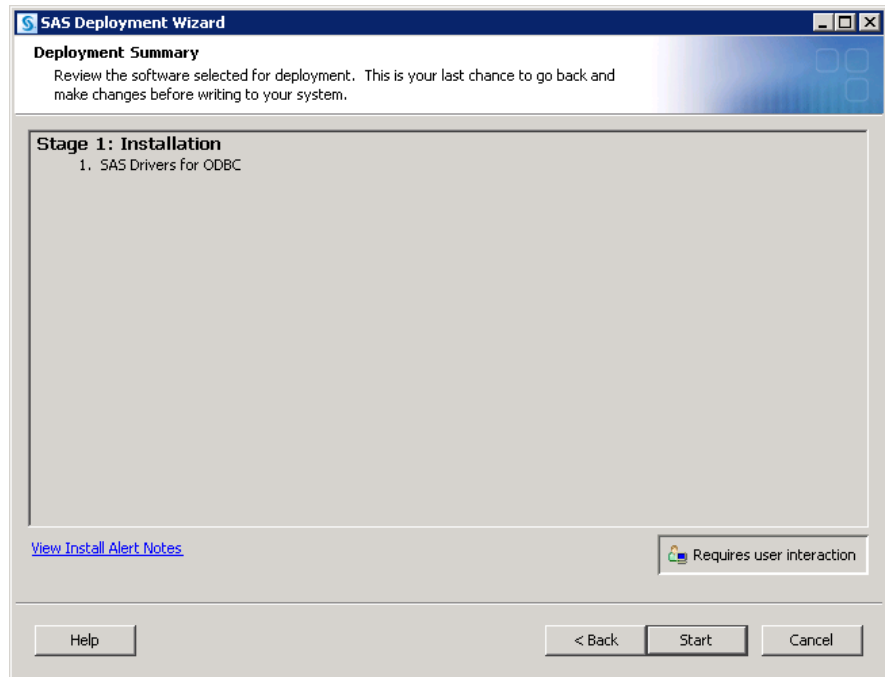 SAS Deployment Wizard
Deployment Summary
Review the software selected for deployment. This is your last chance to go back and
make changes before writing to your system.
Stage 1: Installation
1. SAS Drivers for ODBC
View Install Alert Notes
Requires user interaction
Help
< Back
Start
Cancel